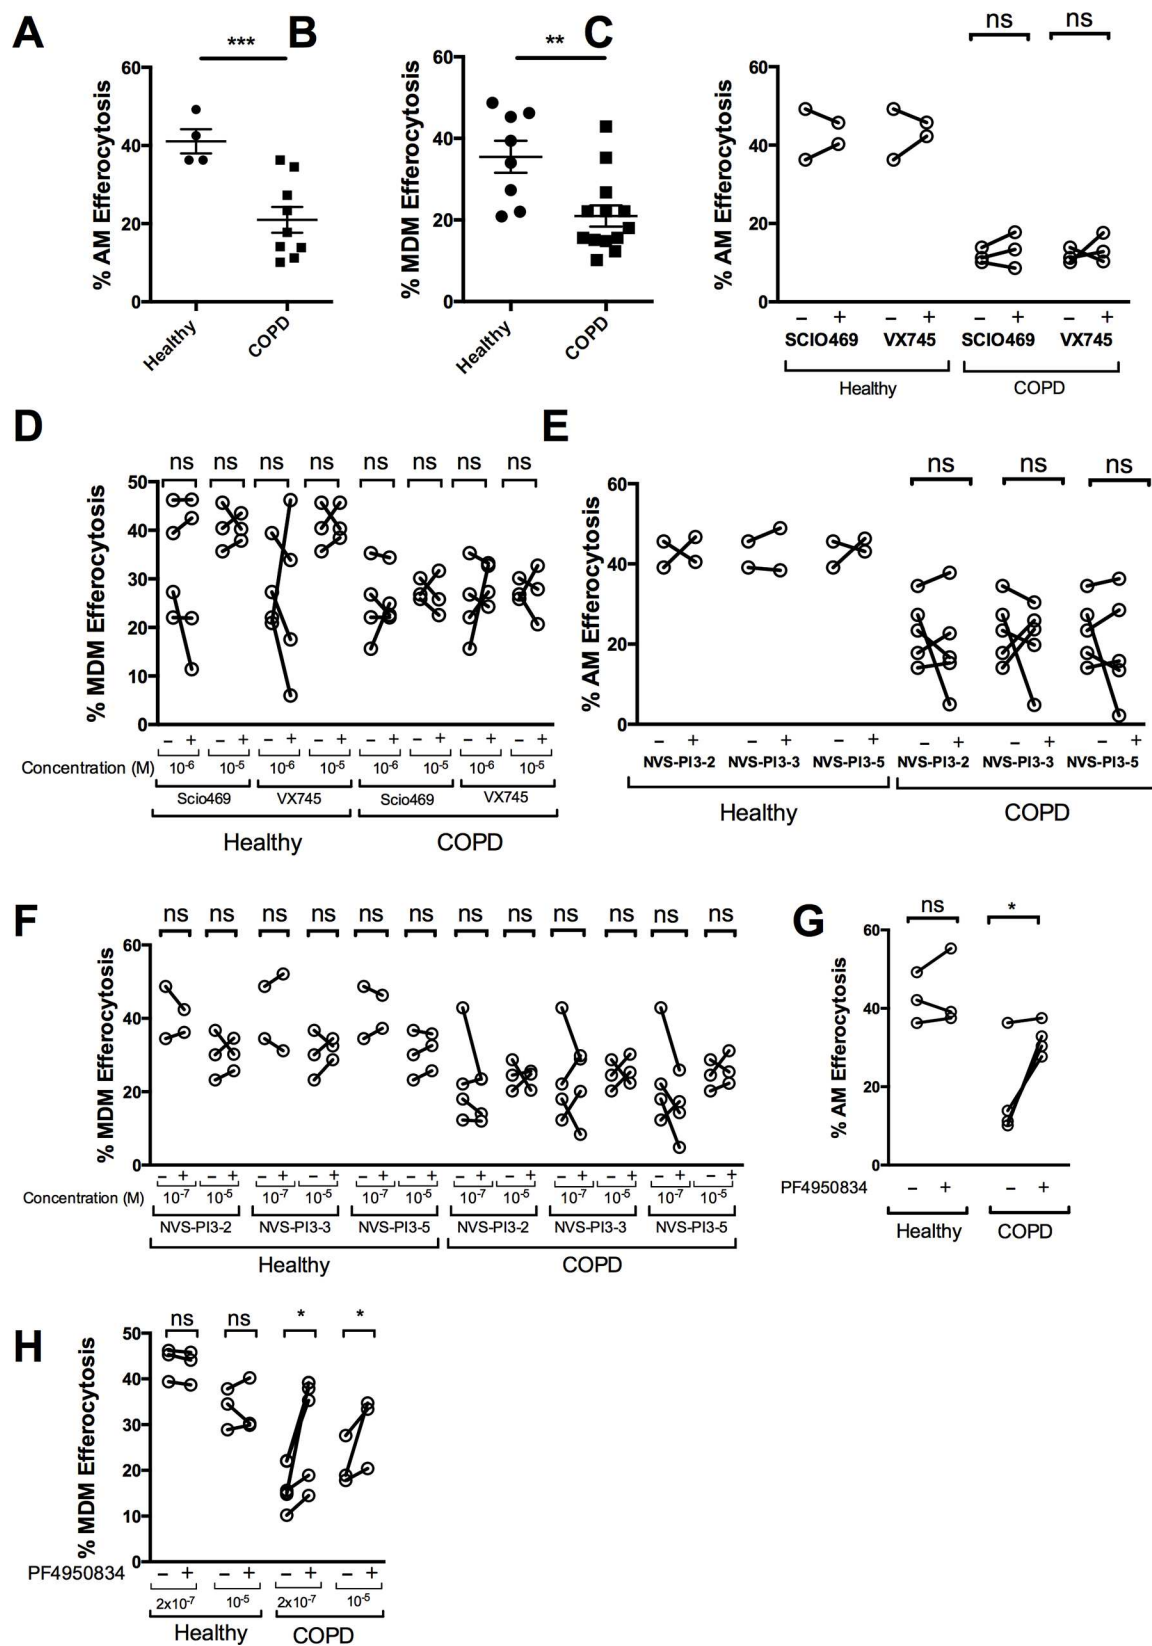 A
***
% AM Efferocytosis
60
40
20
0
Healthy
COPD
B
**
% MDM Efferocytosis
60
40
20
0
Healthy
COPD
C
ns ns
% AM Efferocytosis
60
40
20
0
– + – + – + – +
SCIO469 VX745 SCIO469 VX745
Healthy COPD
D
ns ns ns ns ns ns ns ns
% MDM Efferocytosis
50
40
30
20
10
0
– + – + – + – + – + – + – + – +
Concentration (M) 10-6 10-5 10-6 10-5 10-6 10-5 10-6 10-5
Scio469 VX745 Scio469 VX745
Healthy COPD
E
ns ns ns
% AM Efferocytosis
60
40
20
0
– + – + – + – + – + – +
NVS-PI3-2 NVS-PI3-3 NVS-PI3-5 NVS-PI3-2 NVS-PI3-3 NVS-PI3-5
Healthy COPD
F
ns ns ns ns ns ns ns ns ns ns ns ns
% MDM Efferocytosis
60
40
20
0
– + – + – + – + – + – + – + – + – + – + – + – +
Concentration (M) 10-7 10-5 10-7 10-5 10-7 10-5 10-7 10-5 10-7 10-5 10-7 10-5
NVS-PI3-2 NVS-PI3-3 NVS-PI3-5 NVS-PI3-2 NVS-PI3-3 NVS-PI3-5
Healthy COPD
G
ns *
% AM Efferocytosis
60
40
20
0
PF4950834 – + – +
Healthy COPD
H
ns ns * *
% MDM Efferocytosis
50
40
30
20
10
0
PF4950834 – + – + – + – +
2x10-7 10-5 2x10-7 10-5
Healthy COPD